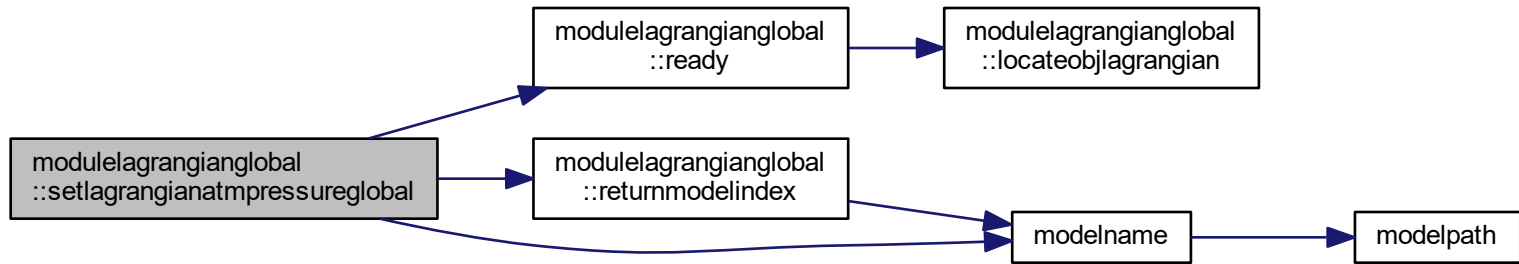 modulelagrangianglobal
::ready
modulelagrangianglobal
::locateobjlagrangian
modulelagrangianglobal
::setlagrangianatmpressureglobal
modulelagrangianglobal
::returnmodelindex
modelname
modelpath